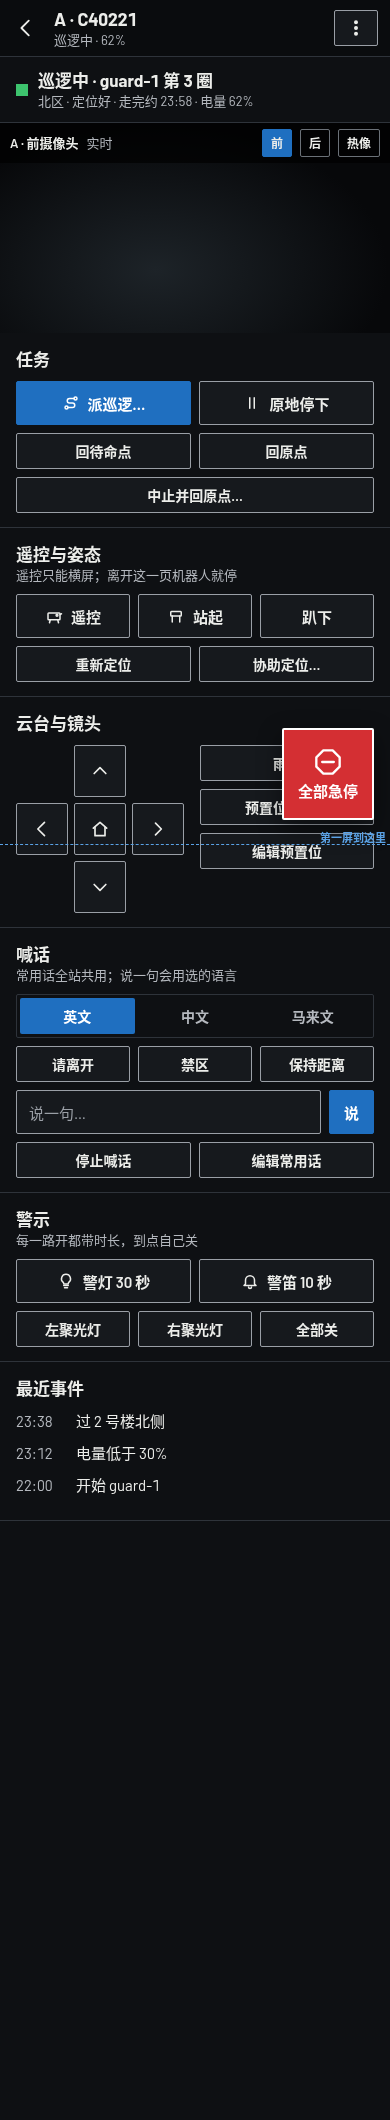 A · C40221
巡逻中 · 62%
巡逻中 · guard-1 第 3 圈
北区 · 定位好 · 走完约 23:58 · 电量 62%
A · 前摄像头 实时 前 后 热像
任务
派巡逻… 原地停下
回待命点 回原点
中止并回原点…
遥控与姿态
遥控只能横屏；离开这一页机器人就停
遥控 站起 趴下
重新定位 协助定位…
云台与镜头
全部急停
预置位
第一屏到这里
编辑预置位
喊话
常用话全站共用；说一句会用选的语言
英文 中文 马来文
请离开 禁区 保持距离
说一句… 说
停止喊话 编辑常用话
警示
每一路开都带时长，到点自己关
警灯 30 秒 警笛 10 秒
左聚光灯 右聚光灯 全部关
最近事件
23:38 过 2 号楼北侧
23:12 电量低于 30%
22:00 开始 guard-1